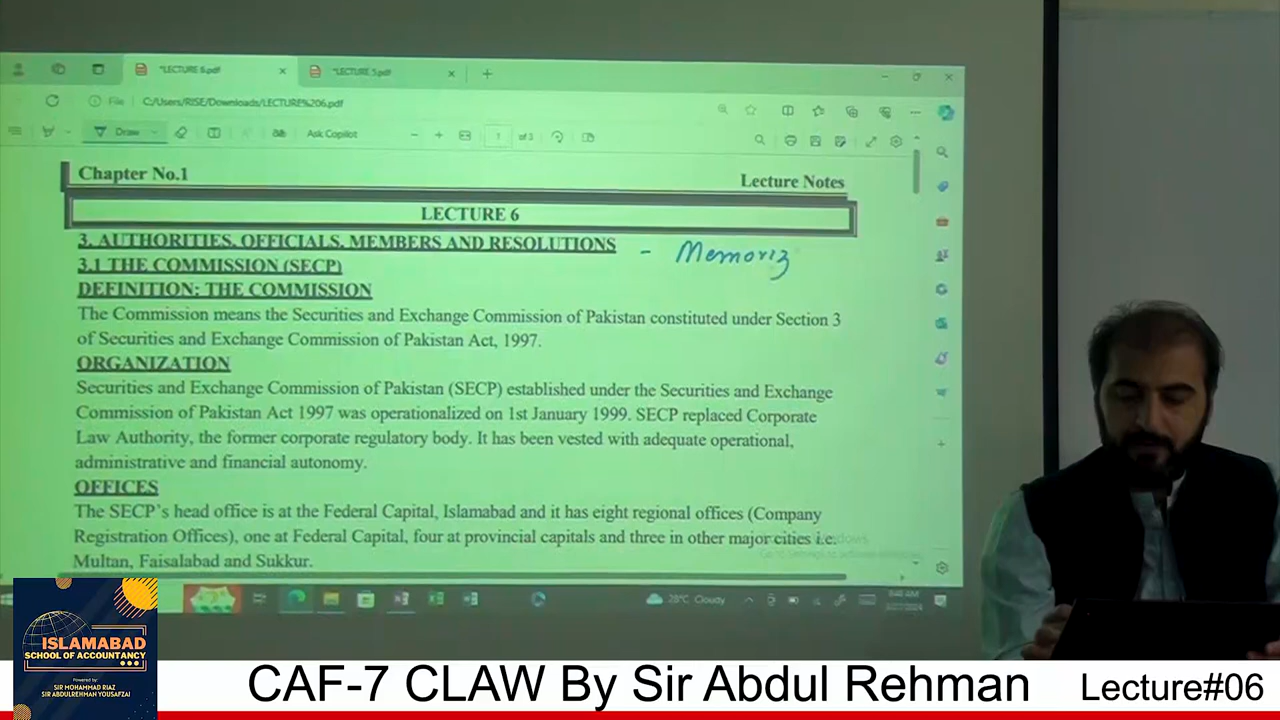 *LECTURE 6.pdf
*LECTURE 5.pdf
File
C:/Users/RISE/Downloads/LECTURE%206.pdf
Draw
Ask Copilot
1 of 3
Chapter No.1
Lecture Notes
LECTURE 6
3. AUTHORITIES, OFFICIALS, MEMBERS AND RESOLUTIONS - Memoriz
3.1 THE COMMISSION (SECP)
DEFINITION: THE COMMISSION
The Commission means the Securities and Exchange Commission of Pakistan constituted under Section 3
of Securities and Exchange Commission of Pakistan Act, 1997.
ORGANIZATION
Securities and Exchange Commission of Pakistan (SECP) established under the Securities and Exchange
Commission of Pakistan Act 1997 was operationalized on 1st January 1999. SECP replaced Corporate
Law Authority, the former corporate regulatory body. It has been vested with adequate operational,
administrative and financial autonomy.
OFFICES
The SECP's head office is at the Federal Capital, Islamabad and it has eight regional offices (Company
Registration Offices), one at Federal Capital, four at provincial capitals and three in other major cities i.e.
Multan, Faisalabad and Sukkur.
28°C Cloudy
ISLAMABAD
SCHOOL OF ACCOUNTANCY
Powered by:
SIR MOHAMMAD RIAZ
SIR ABDULREHMAN YOUSAFZAI
CAF-7 CLAW By Sir Abdul Rehman
Lecture#06